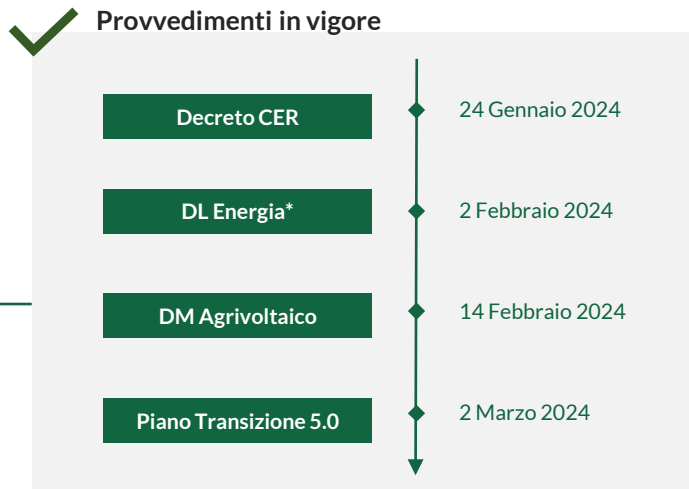 Provvedimenti in vigore
Decreto CER
24 Gennaio 2024
DL Energia*
2 Febbraio 2024
DM Agrivoltaico
14 Febbraio 2024
Piano Transizione 5.0
2 Marzo 2024